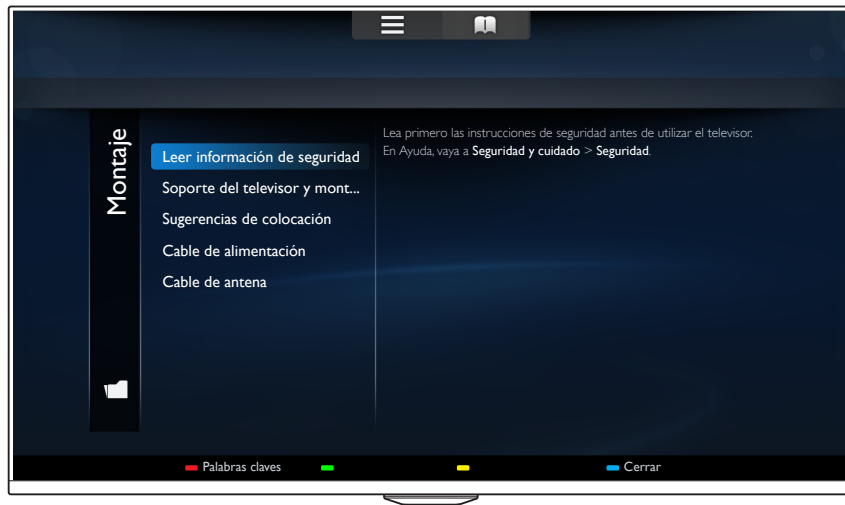 Montaje
Leer información de seguridad
Soporte del televisor y mont...
Sugerencias de colocación
Cable de alimentación
Cable de antena
Lea primero las instrucciones de seguridad antes de utilizar el televisor.
En Ayuda, vaya a Seguridad y cuidado > Seguridad.
Palabras claves
Cerrar